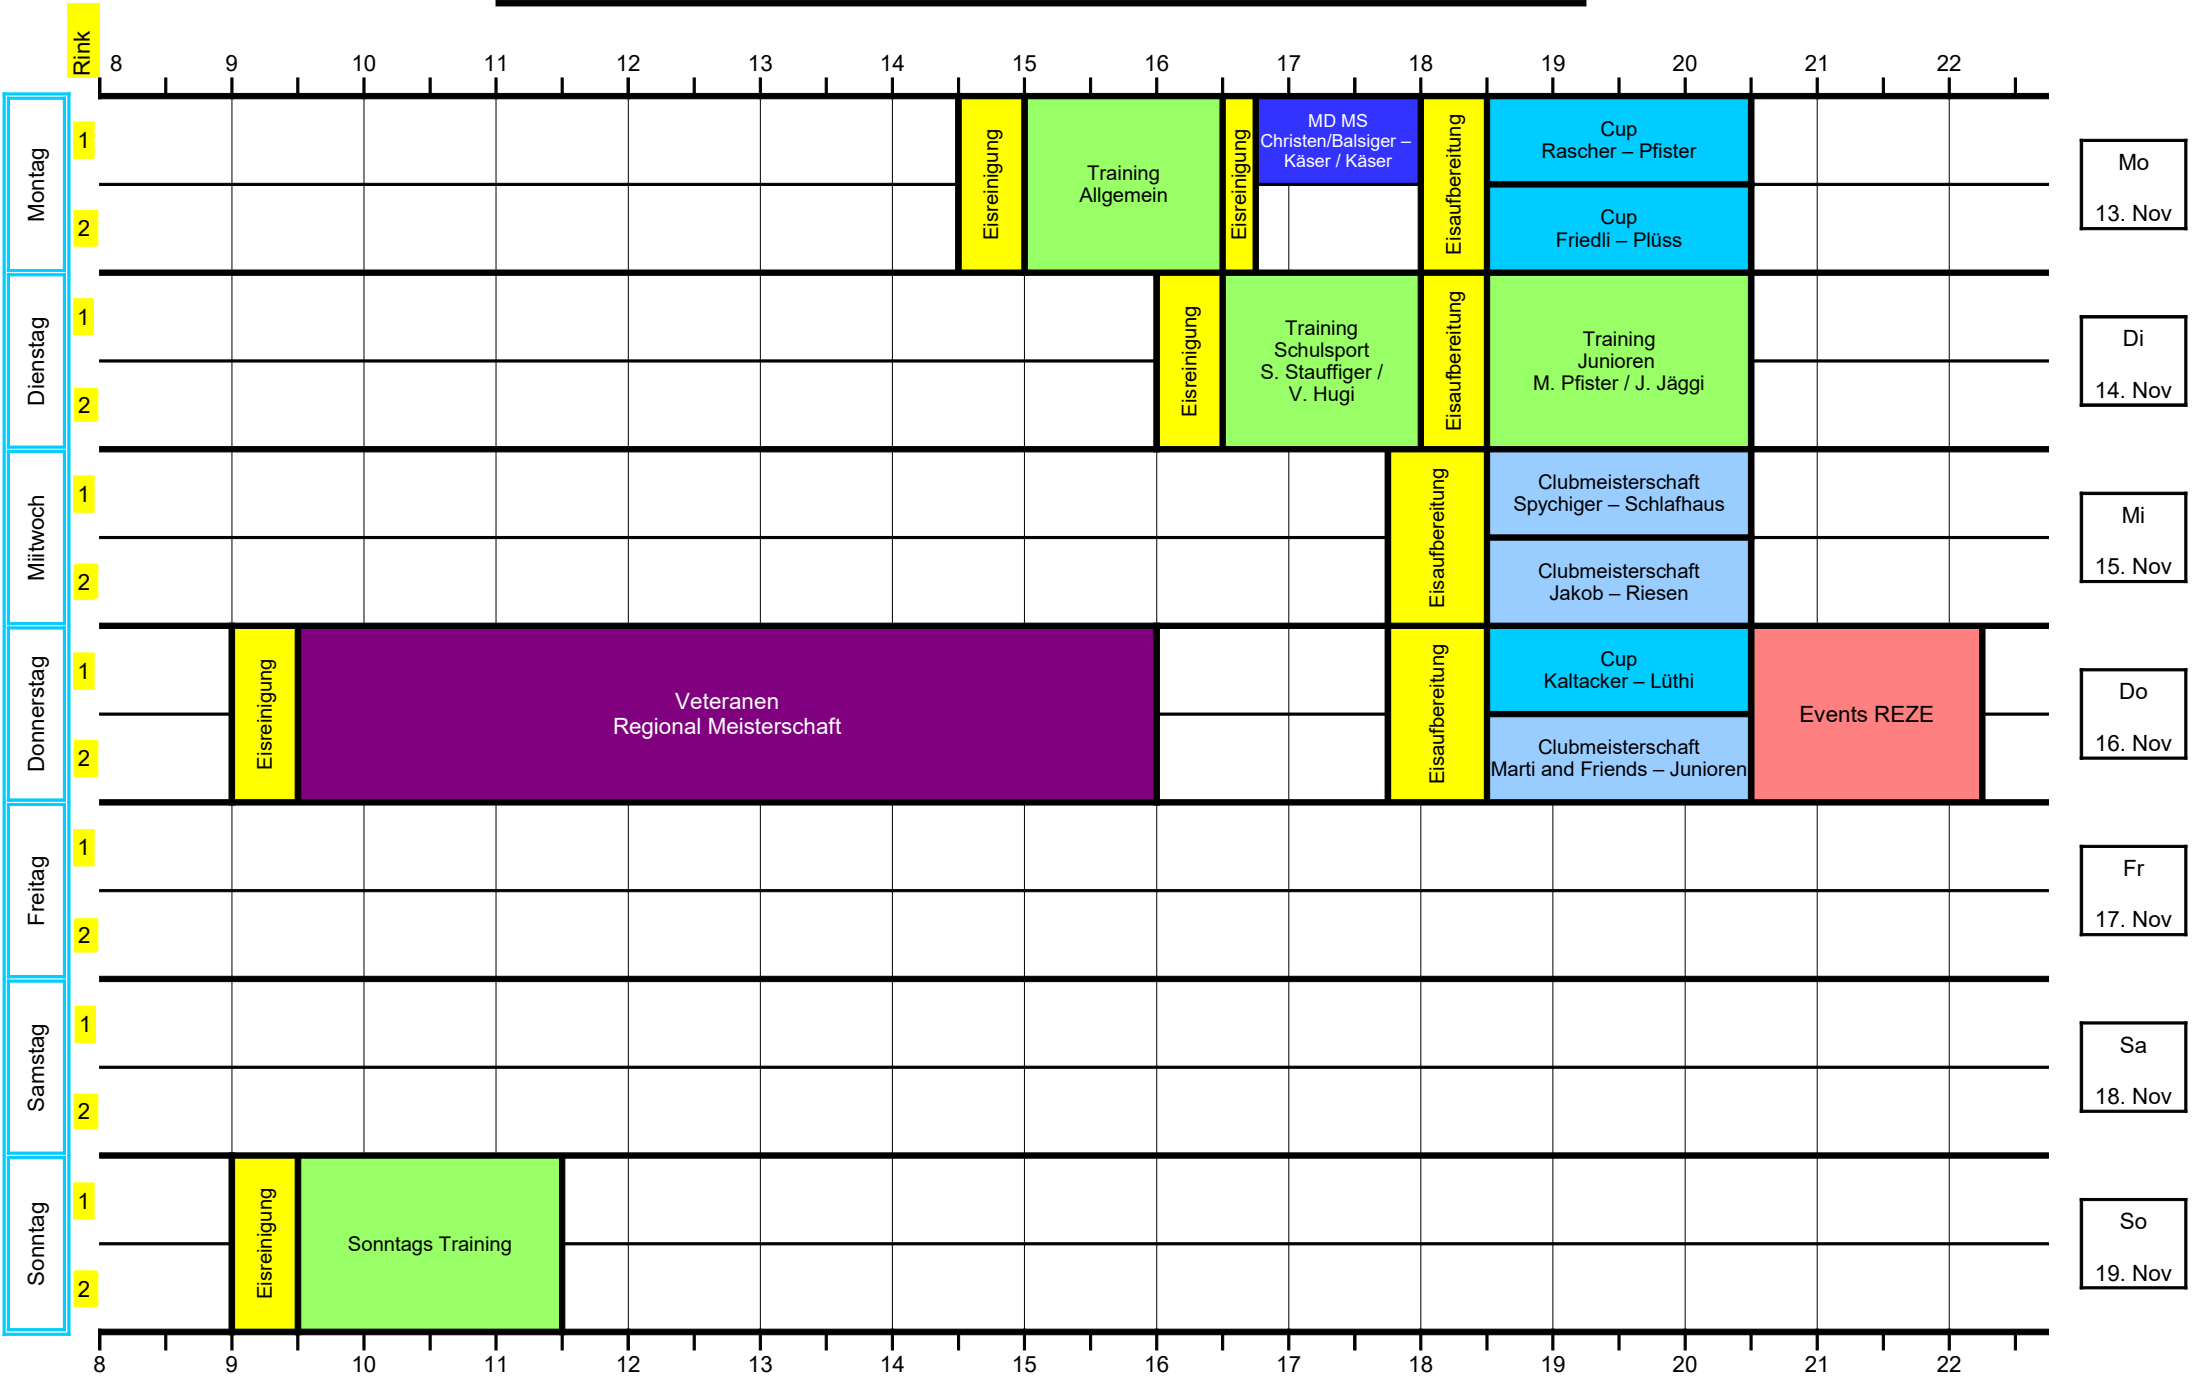 Rink
8 9 10 11 12 13 14 15 16 17 18 19 20 21 22
Montag
1
2
Eisreinigung
Training
Allgemein
Eisreinigung
MD MS
Christen/Balsiger –
Käser / Käser
Eisaufbereitung
Cup
Rascher – Pfister
Cup
Friedli – Plüss
Mo
13. Nov
Dienstag
1
2
Eisreinigung
Training
Schulsport
S. Stauffiger /
V. Hugi
Eisaufbereitung
Training
Junioren
M. Pfister / J. Jäggi
Di
14. Nov
Mittwoch
1
2
Eisaufbereitung
Clubmeisterschaft
Spychiger – Schlafhaus
Clubmeisterschaft
Jakob – Riesen
Mi
15. Nov
Donnerstag
1
2
Eisreinigung
Veteranen
Regional Meisterschaft
Eisaufbereitung
Cup
Kaltacker – Lüthi
Clubmeisterschaft
Marti and Friends – Junioren
Events REZE
Do
16. Nov
Freitag
1
2
Fr
17. Nov
Samstag
1
2
Sa
18. Nov
Sonntag
1
2
Eisreinigung
Sonntags Training
So
19. Nov
8 9 10 11 12 13 14 15 16 17 18 19 20 21 22